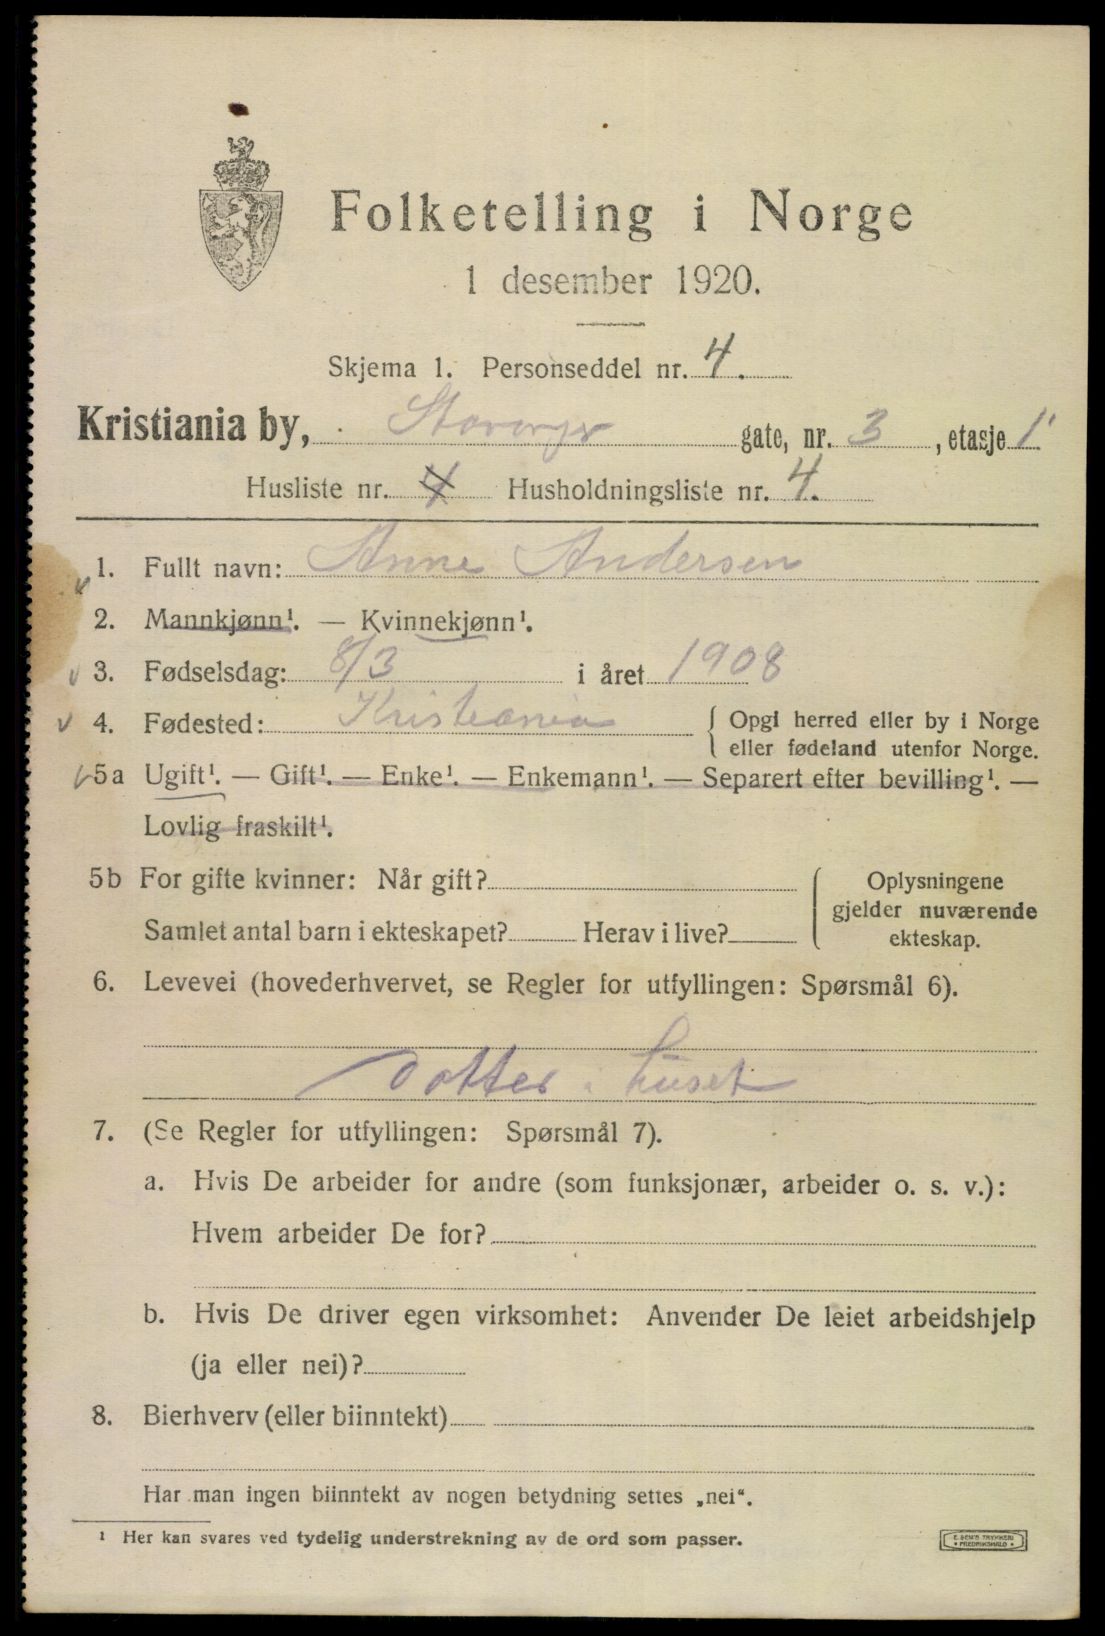 Folketelling i Norge
1 desember 1920.
Skjema 1. Personseddel nr. 4.
Kristiania by, gate, nr. 3, etasje 1
Husliste nr. 4 Husholdningsliste nr. 4.
1. Fullt navn: Anne Andersen
2. Mannkjønn¹. — Kvinnekjønn¹.
3. Fødselsdag: 8/3 i året 1908
4. Fødested: Kristiania { Opgi herred eller by i Norge
eller fødeland utenfor Norge.
5a Ugift¹. — Gift¹. — Enke¹. — Enkemann¹. — Separert efter bevilling¹. —
Lovlig fraskilt¹.
5b For gifte kvinner: Når gift?
Samlet antal barn i ekteskapet? Herav i live?
{ Oplysningene
gjelder nuværende
ekteskap.
6. Levevei (hovederhvervet, se Regler for utfyllingen: Spørsmål 6).
Datter i huset
7. (Se Regler for utfyllingen: Spørsmål 7).
a. Hvis De arbeider for andre (som funksjonær, arbeider o. s. v.):
Hvem arbeider De for?
b. Hvis De driver egen virksomhet: Anvender De leiet arbeidshjelp
(ja eller nei)?
8. Bierhverv (eller biinntekt)
Har man ingen biinntekt av nogen betydning settes „nei“.
¹ Her kan svares ved tydelig understrekning av de ord som passer.
E. SEM'S TRYKKERI
• FREDRIKSHALD •